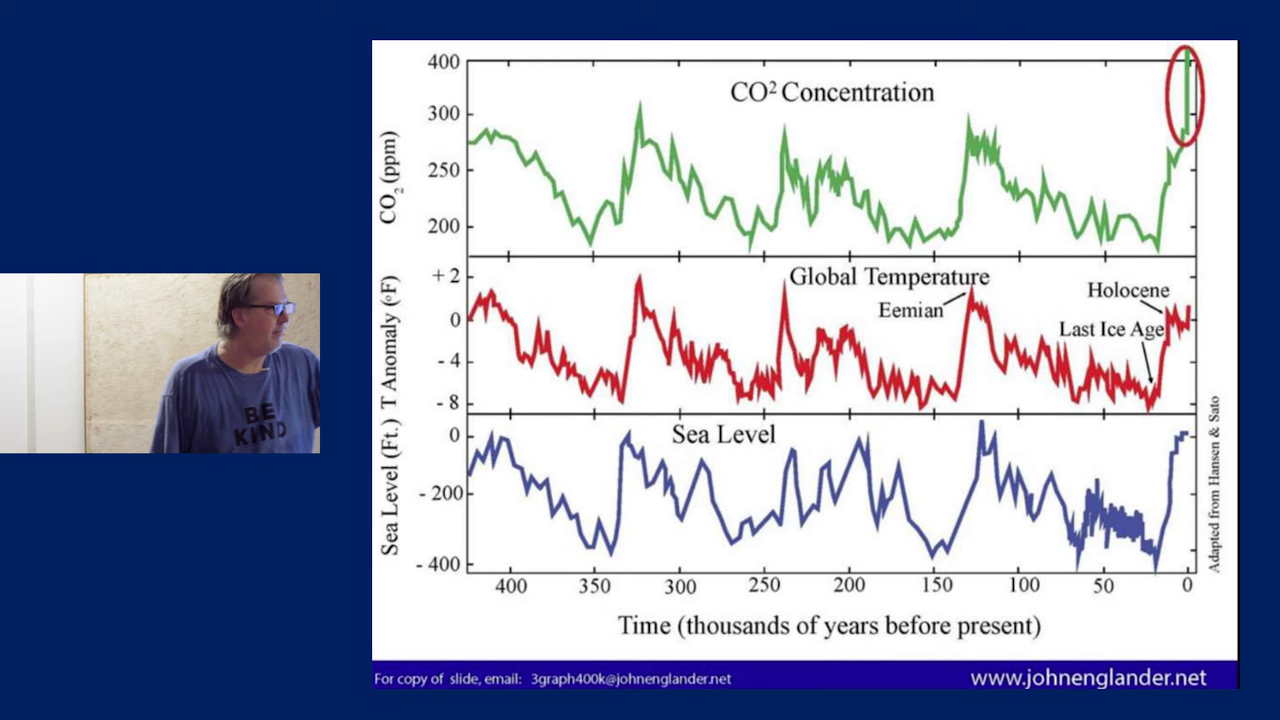 CO² Concentration
CO₂ (ppm)
400
300
250
200
Global Temperature
T Anomaly (°F)
+ 2
0
- 4
- 8
Eemian
Holocene
Last Ice Age
Sea Level
Sea Level (Ft.)
0
- 200
- 400
400 350 300 250 200 150 100 50 0
Time (thousands of years before present)
Adapted from Hansen & Sato
For copy of slide, email: 3graph400k@johnenglander.net
www.johnenglander.net
BE
KIND